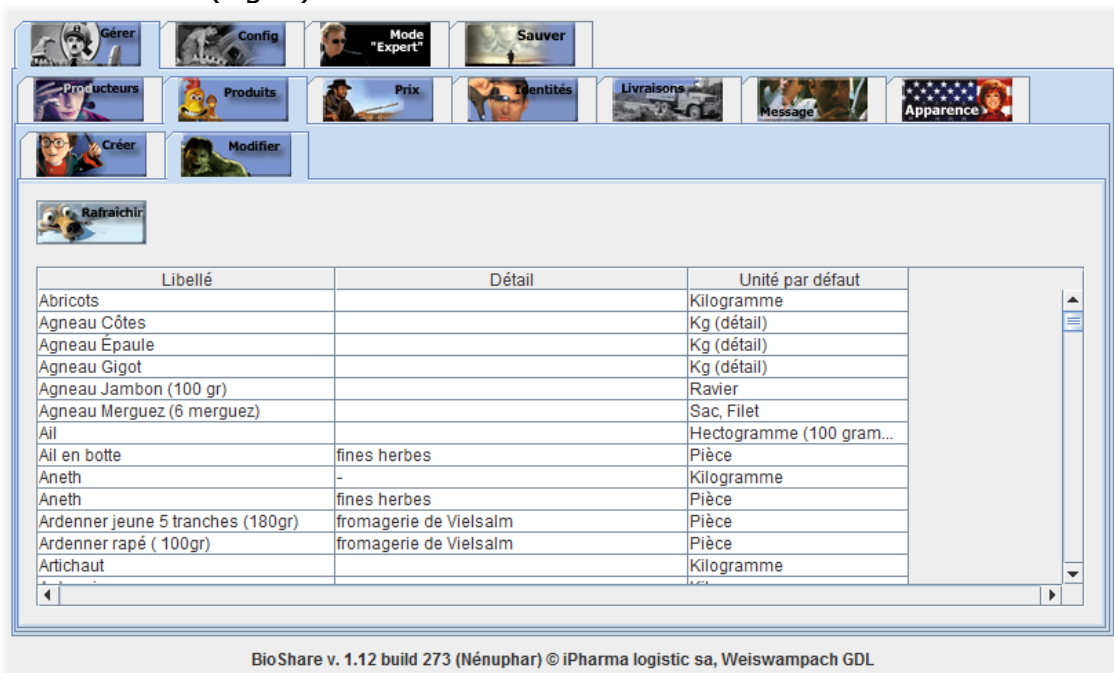 Gérer Config Mode "Expert" Sauver
Producteurs Produits Prix Identités Livraisons Message Apparence
Créer Modifier
Rafraichir
Libellé Détail Unité par défaut
Abricots Kilogramme
Agneau Côtes Kg (détail)
Agneau Épaule Kg (détail)
Agneau Gigot Kg (détail)
Agneau Jambon (100 gr) Ravier
Agneau Merguez (6 merguez) Sac, Filet
Ail Hectogramme (100 gram...
Ail en botte fines herbes Pièce
Aneth - Kilogramme
Aneth fines herbes Pièce
Ardenner jeune 5 tranches (180gr) fromagerie de Vielsalm Pièce
Ardenner rapé ( 100gr) fromagerie de Vielsalm Pièce
Artichaut Kilogramme
BioShare v. 1.12 build 273 (Nénuphar) © iPharma logistic sa, Weiswampach GDL